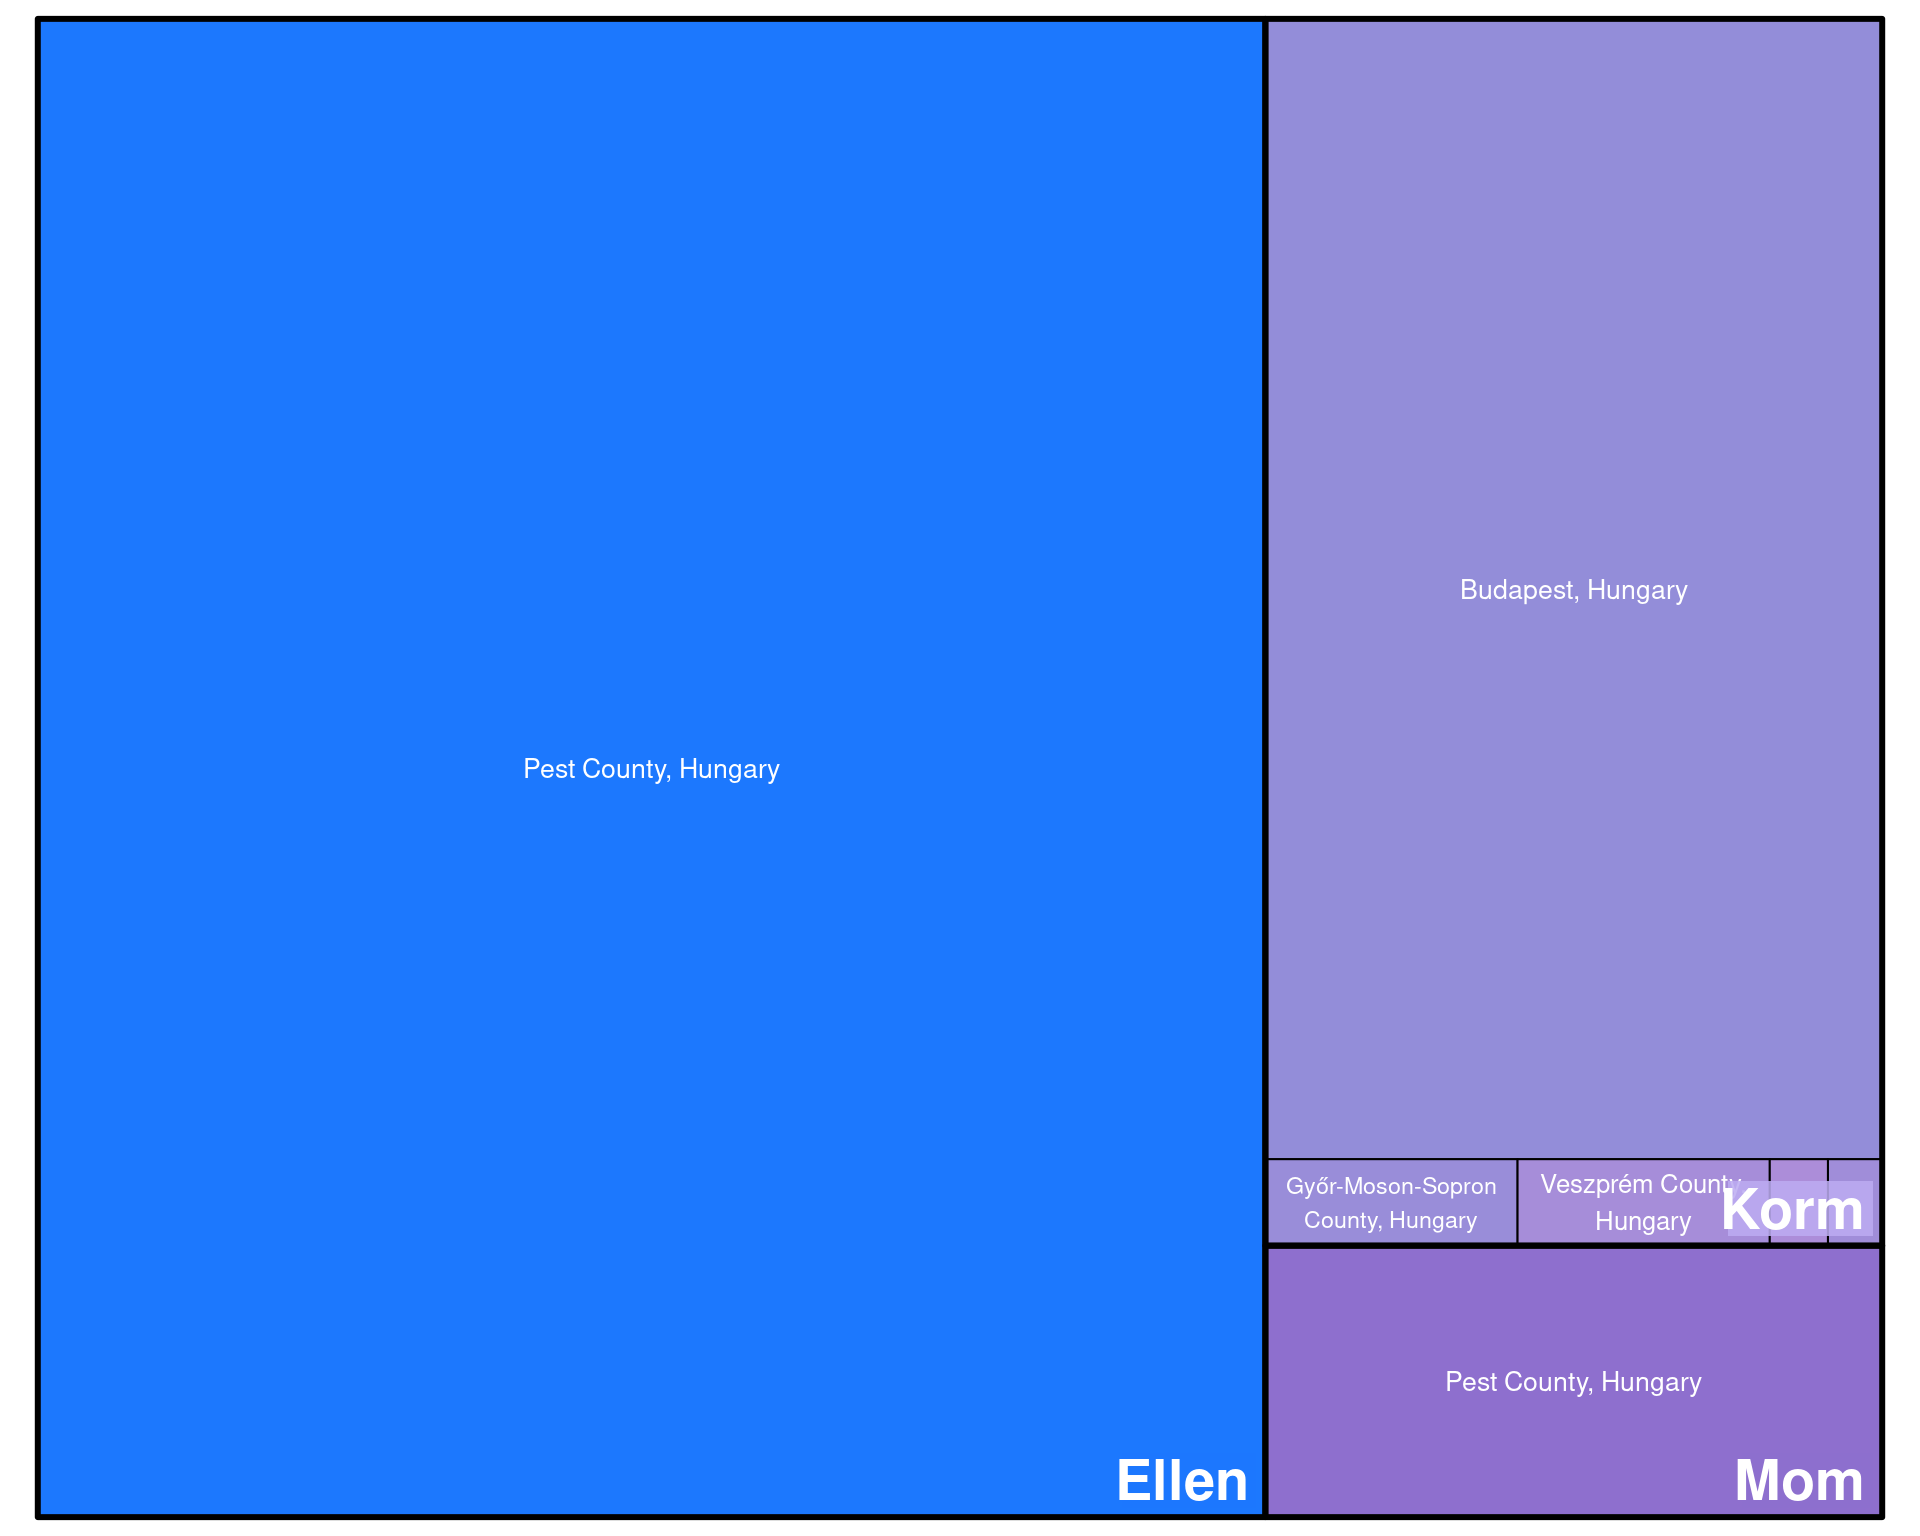 Budapest, Hungary
Pest County, Hungary
Győr-Moson-Sopron
County, Hungary
Veszprém County
Hungary
Korm
Pest County, Hungary
Ellen
Mom